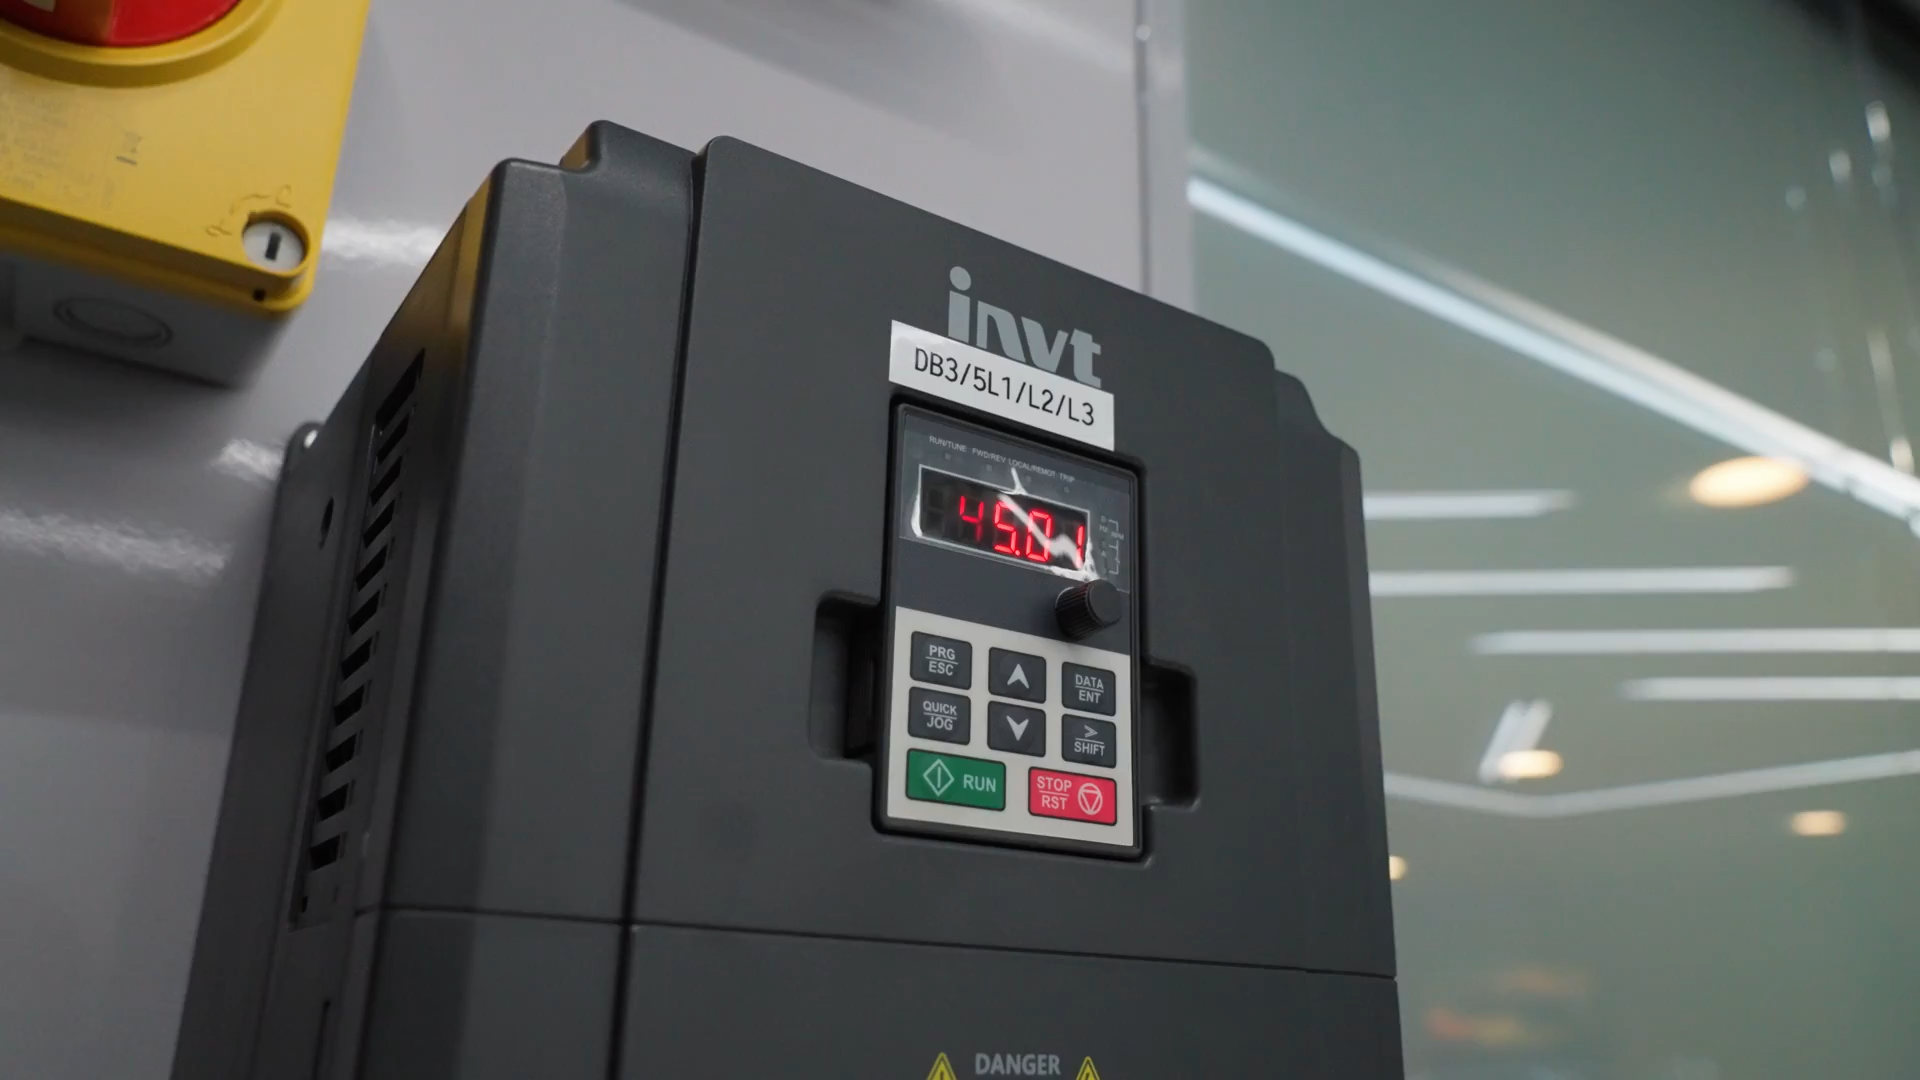 invt
DB3/5L1/L2/L3
RUN/TUNE FWD/REV LOCAL/REMOT TRIP
45.01
PRG
ESC
DATA
ENT
QUICK
JOG
>
SHIFT
RUN
STOP
RST
DANGER